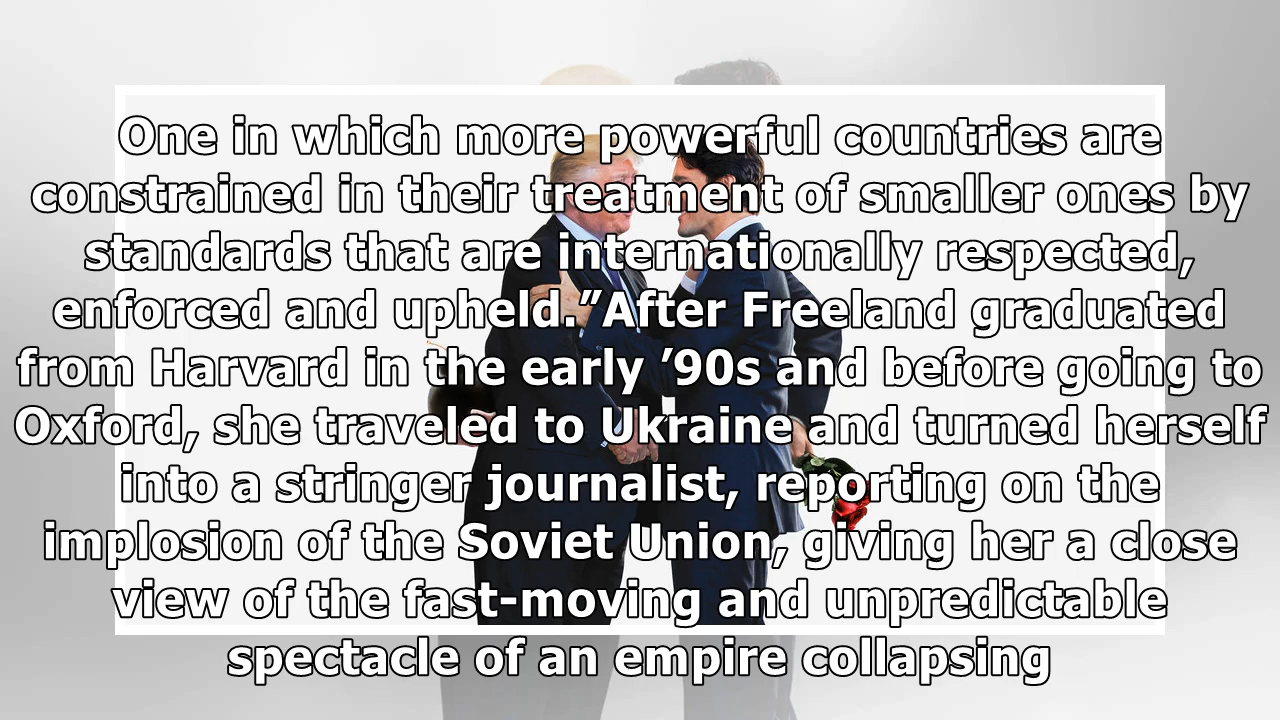 One in which more powerful countries are
constrained in their treatment of smaller ones by
standards that are internationally respected,
enforced and upheld.”After Freeland graduated
from Harvard in the early ’90s and before going to
Oxford, she traveled to Ukraine and turned herself
into a stringer journalist, reporting on the
implosion of the Soviet Union, giving her a close
view of the fast-moving and unpredictable
spectacle of an empire collapsing